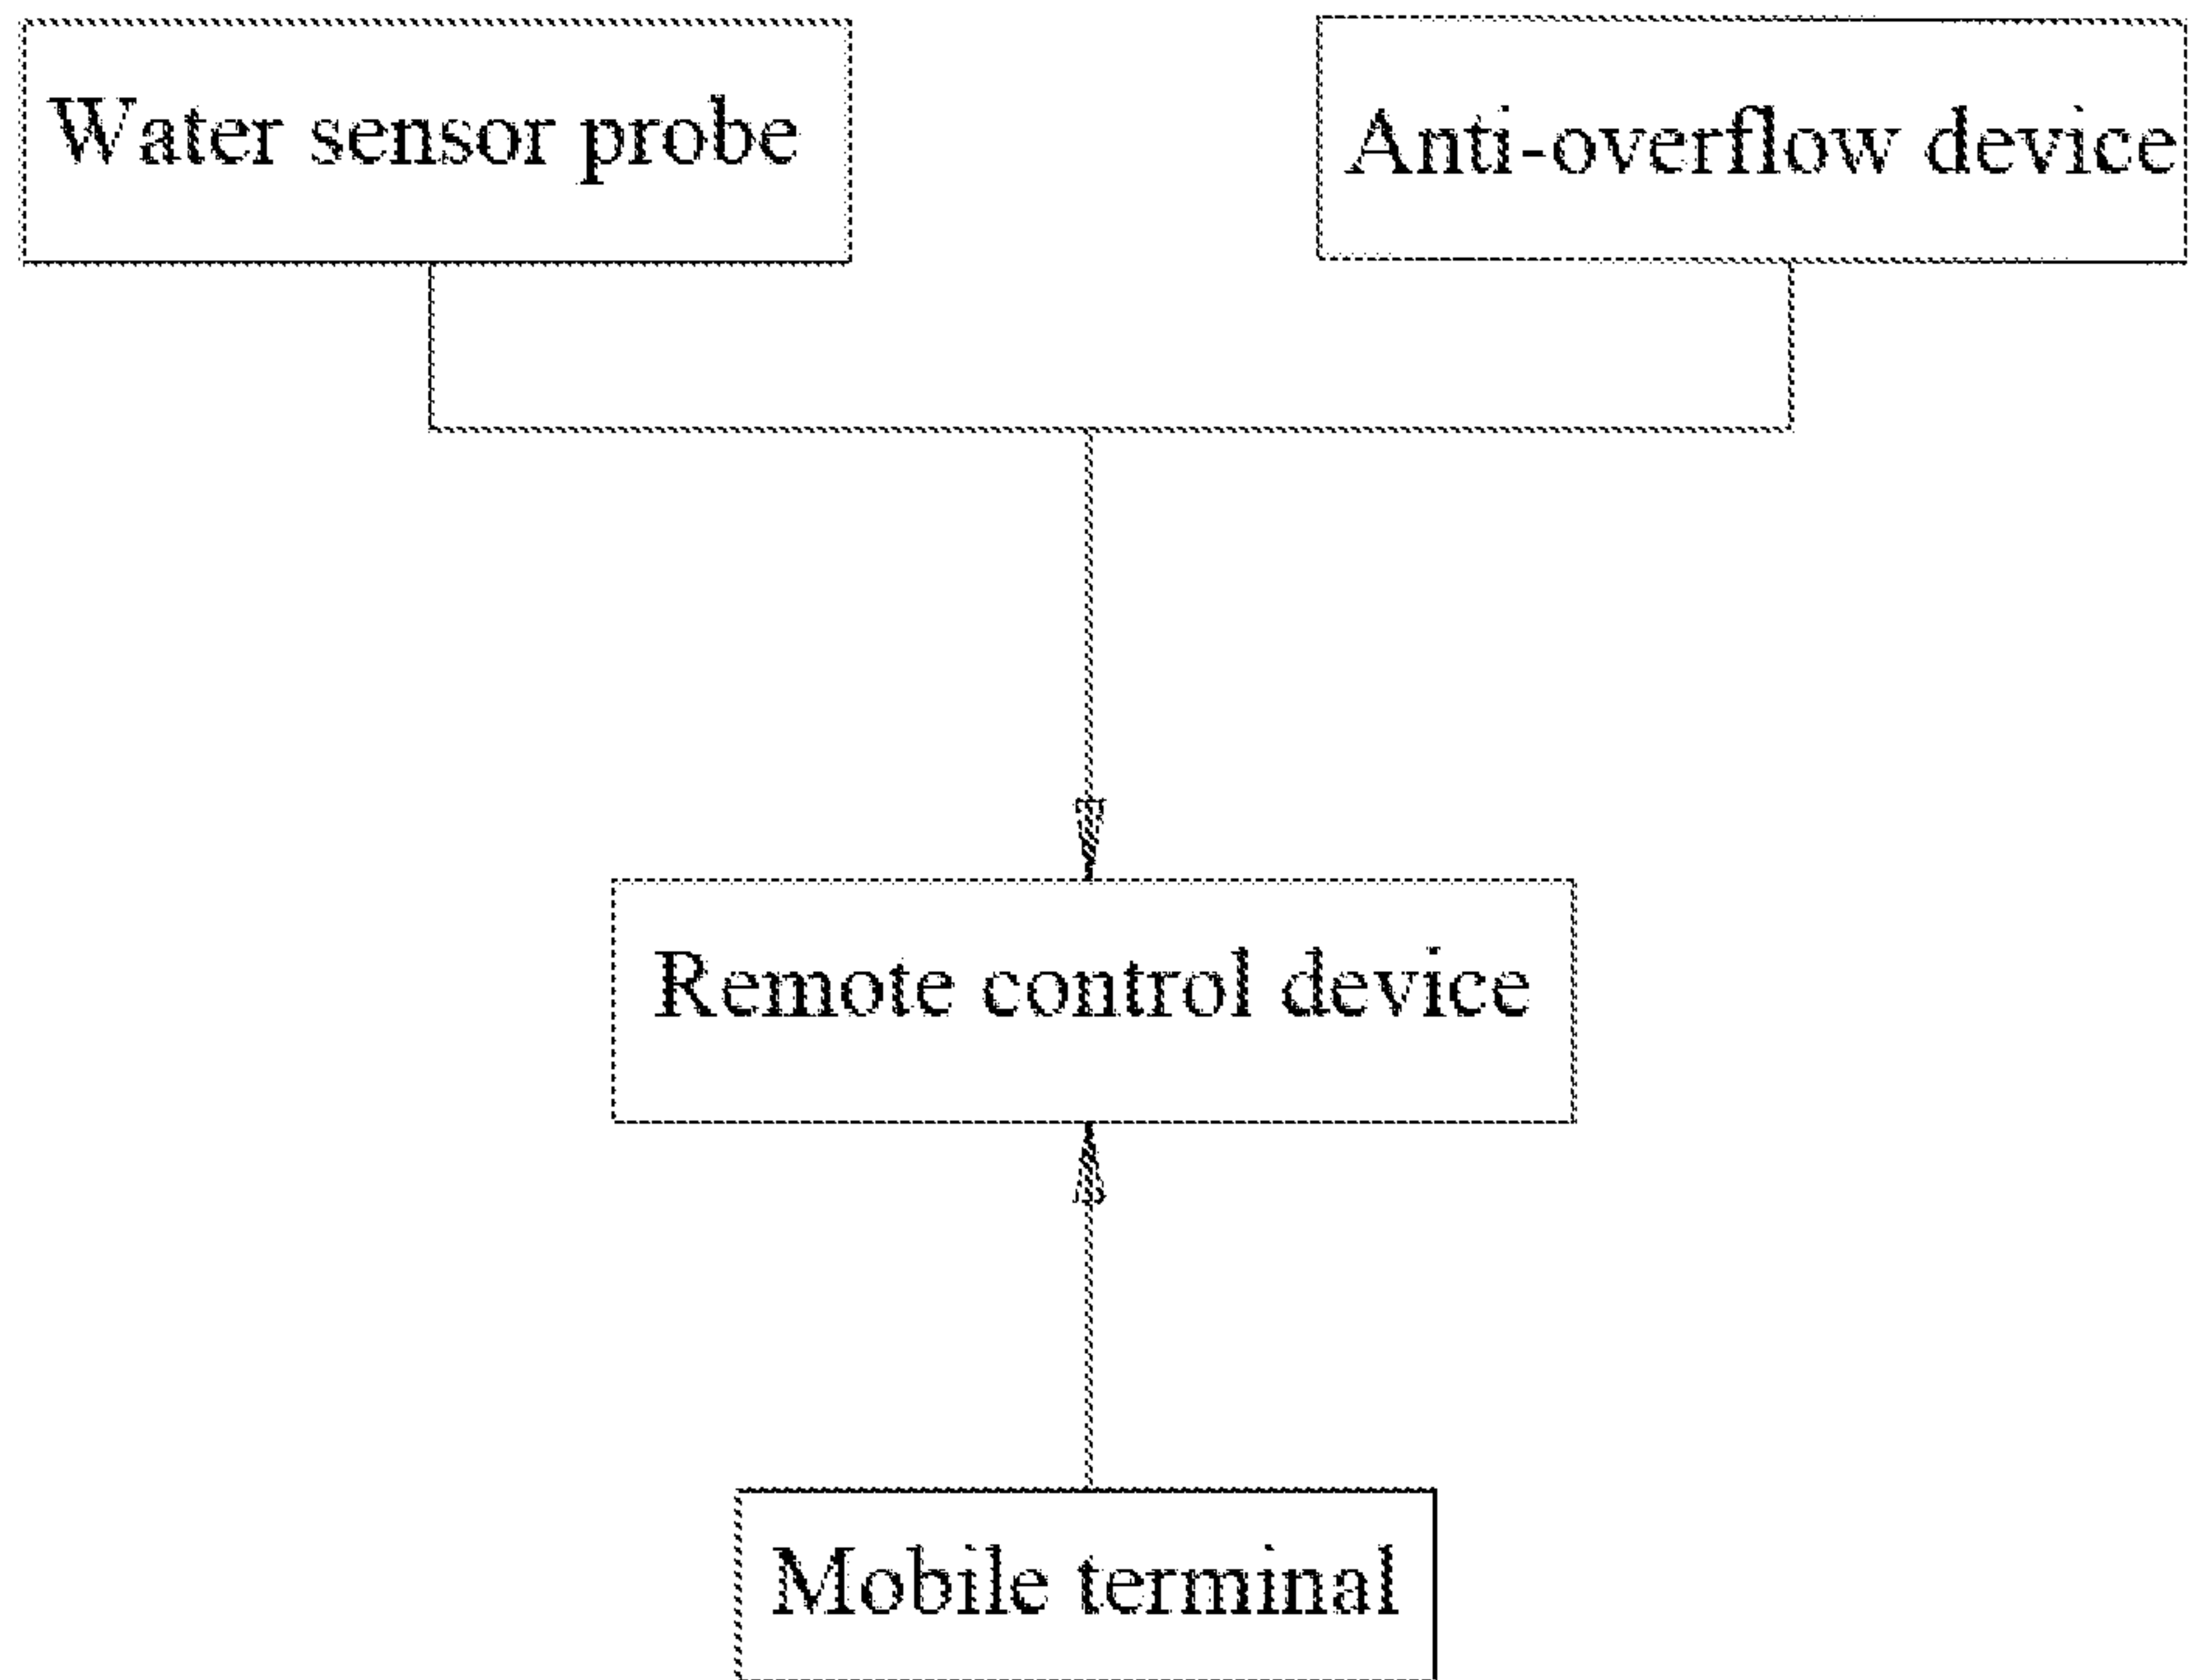 Water sensor probe
Anti-overflow device
Remote control device
Mobile terminal